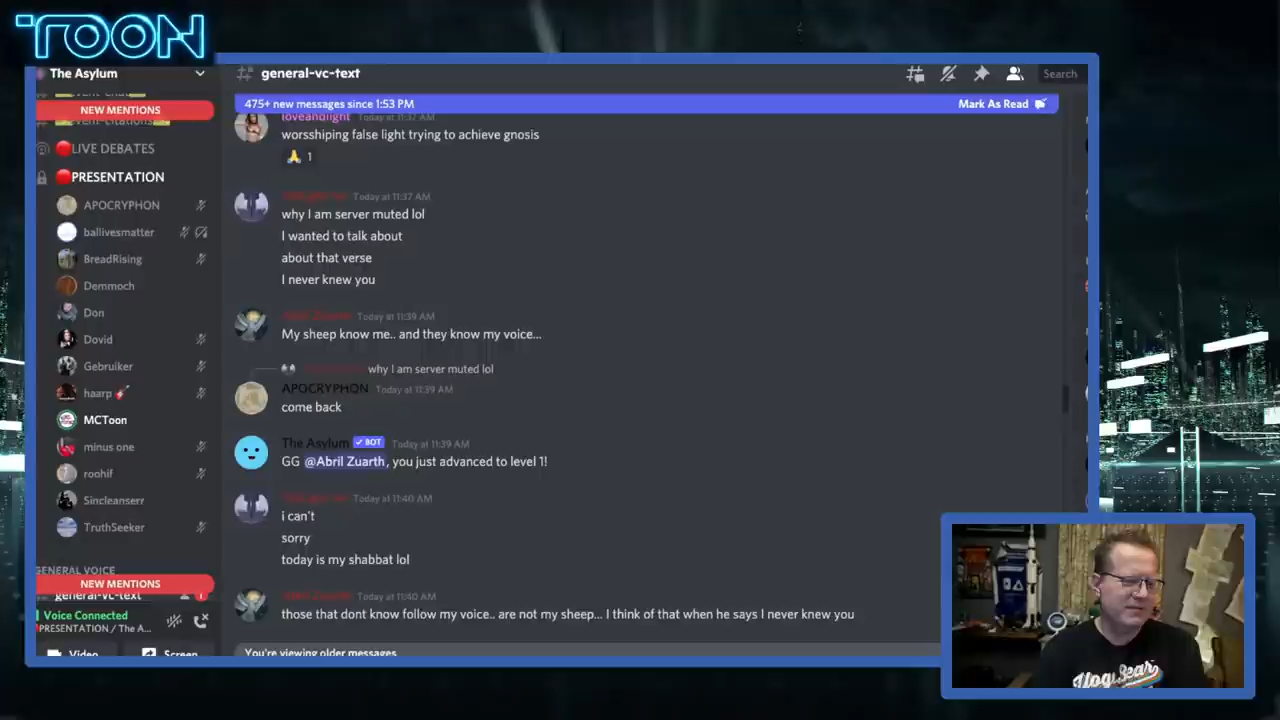 TOON
The Asylum
general-vc-text
Search
NEW MENTIONS
475+ new messages since 1:53 PM
Mark As Read
LIVE DEBATES
PRESENTATION
APOCRYPHON
ballivesmatter
BreadRising
Demmoch
Don
Dovid
Gebruiker
haarp
MCToon
minus one
roohif
Sincleanserr
TruthSeeker
GENERAL VOICE
NEW MENTIONS
general-vc-text
Voice Connected
PRESENTATION / The A...
Video
Screen
loveandlight Today at 11:37 AM
worsshiping false light trying to achieve gnosis
1
Today at 11:37 AM
why I am server muted lol
I wanted to talk about
about that verse
I never knew you
Abril Zuarth Today at 11:39 AM
My sheep know me.. and they know my voice...
why I am server muted lol
APOCRYPHON Today at 11:39 AM
come back
The Asylum BOT Today at 11:39 AM
GG @Abril Zuarth, you just advanced to level 1!
Today at 11:40 AM
i can't
sorry
today is my shabbat lol
Abril Zuarth Today at 11:40 AM
those that dont know follow my voice.. are not my sheep... I think of that when he says I never knew you
You're viewing older messages